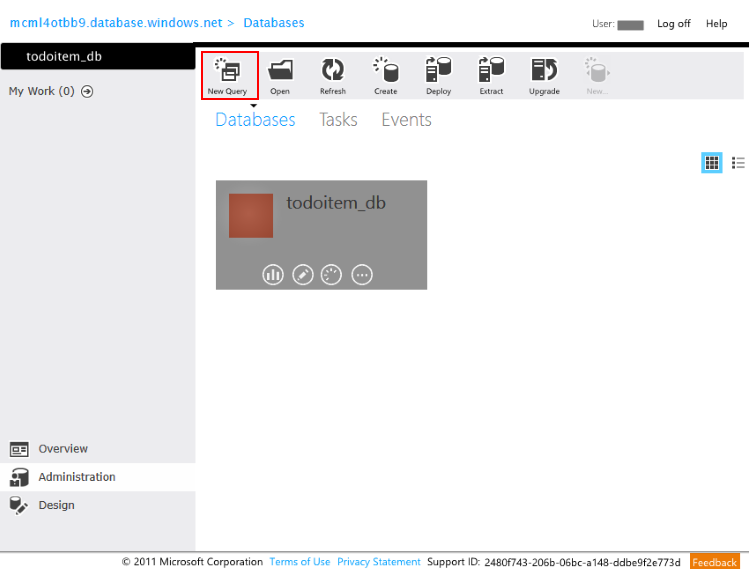 mcml4otbb9.database.windows.net > Databases
User: Log off Help
todoitem_db
My Work (0)
New Query Open Refresh Create Deploy Extract Upgrade New...
Databases Tasks Events
todoitem_db
Overview
Administration
Design
© 2011 Microsoft Corporation Terms of Use Privacy Statement Support ID: 2480f743-206b-06bc-a148-ddbe9f2e773d Feedback